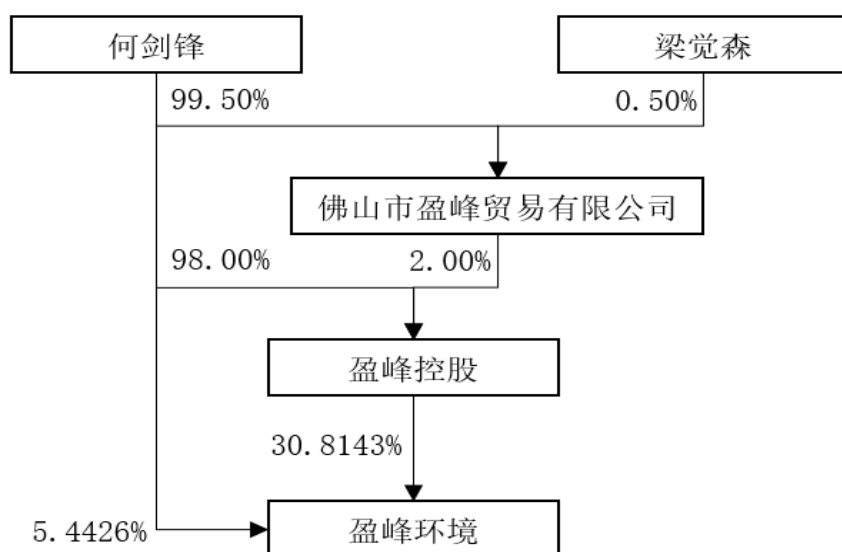 何剑锋
梁觉森
99.50%
0.50%
佛山市盈峰贸易有限公司
98.00%
2.00%
盈峰控股
30.8143%
5.4426%
盈峰环境